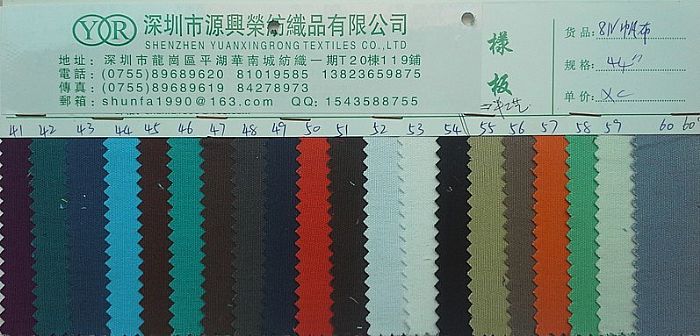 YR 深圳市源興榮紡織品有限公司
SHENZHEN YUANXINGRONG TEXTILES CO.,LTD
地址：深圳市龍崗區平湖華南城紡織一期T20棟119鋪
電話：(0755)89689620 81019585 13823659875
傳真：(0755)89689619 84278973
郵箱：shunfa1990@163.com QQ：1543588755
樣板
货品：8W
规格：44"
单价：
41 42 43 44 45 46 47 48 49 50 51 52 53 54 55 56 57 58 59 60 60